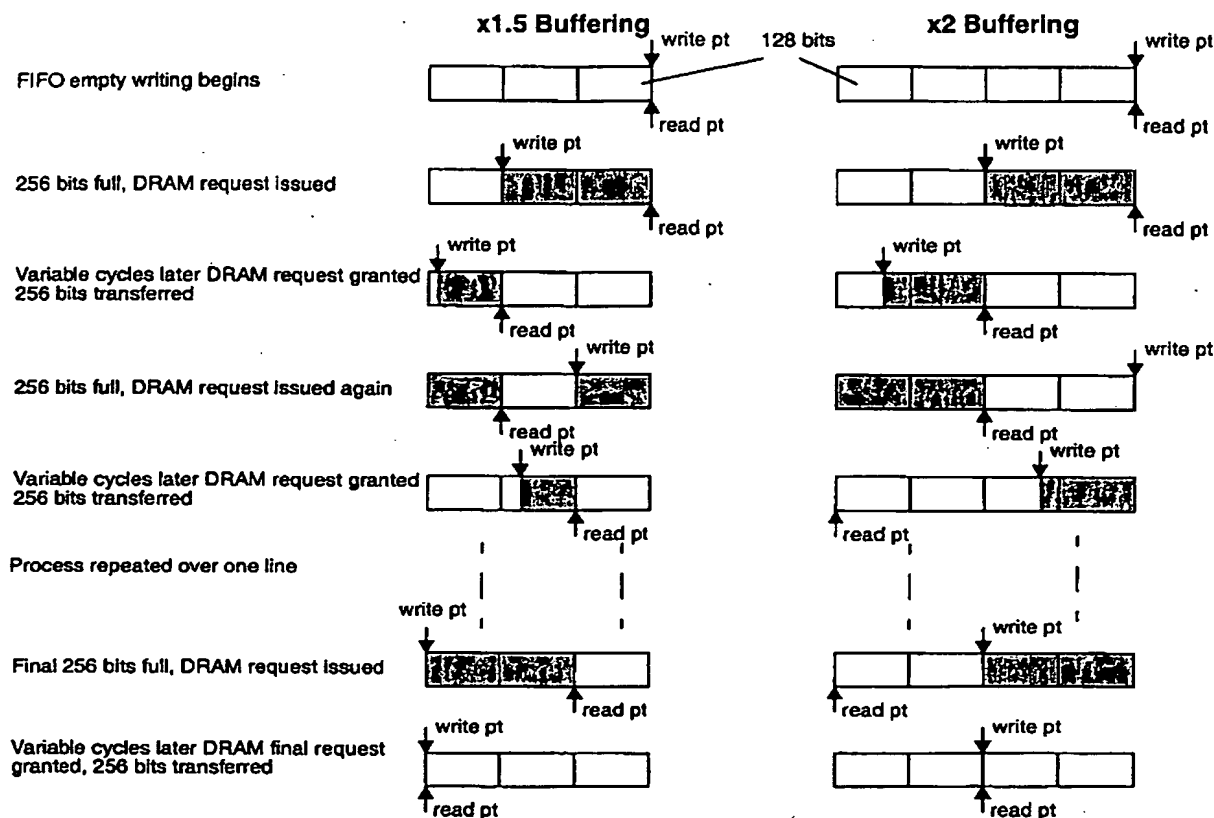 x1.5 Buffering
x2 Buffering
write pt
128 bits
write pt
FIFO empty writing begins
read pt
read pt
write pt
write pt
256 bits full, DRAM request issued
read pt
read pt
write pt
write pt
Variable cycles later DRAM request granted
256 bits transferred
read pt
read pt
write pt
write pt
256 bits full, DRAM request issued again
read pt
read pt
write pt
write pt
Variable cycles later DRAM request granted
256 bits transferred
read pt
read pt
Process repeated over one line
write pt
write pt
Final 256 bits full, DRAM request issued
read pt
read pt
write pt
write pt
Variable cycles later DRAM final request
granted, 256 bits transferred
read pt
read pt